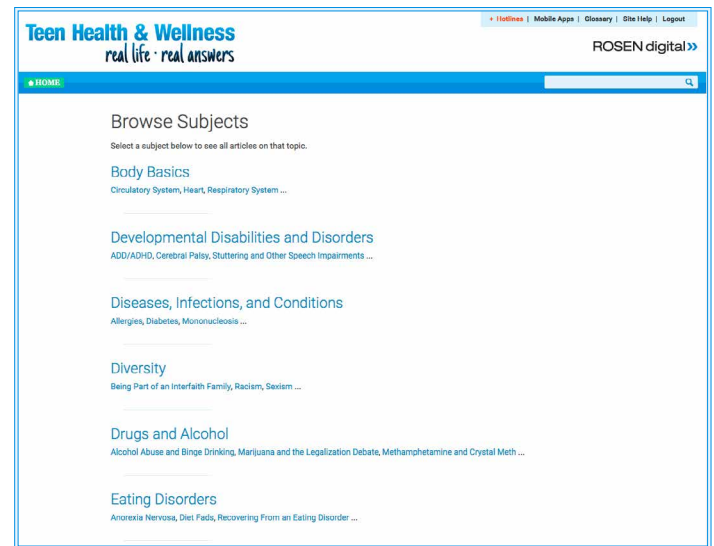 + Hotlines | Mobile Apps | Glossary | Site Help | Logout
Teen Health & Wellness
real life · real answers
ROSEN digital»
HOME
Browse Subjects
Select a subject below to see all articles on that topic.
Body Basics
Circulatory System, Heart, Respiratory System ...
Developmental Disabilities and Disorders
ADD/ADHD, Cerebral Palsy, Stuttering and Other Speech Impairments ...
Diseases, Infections, and Conditions
Allergies, Diabetes, Mononucleosis ...
Diversity
Being Part of an Interfaith Family, Racism, Sexism ...
Drugs and Alcohol
Alcohol Abuse and Binge Drinking, Marijuana and the Legalization Debate, Methamphetamine and Crystal Meth ...
Eating Disorders
Anorexia Nervosa, Diet Fads, Recovering From an Eating Disorder ...